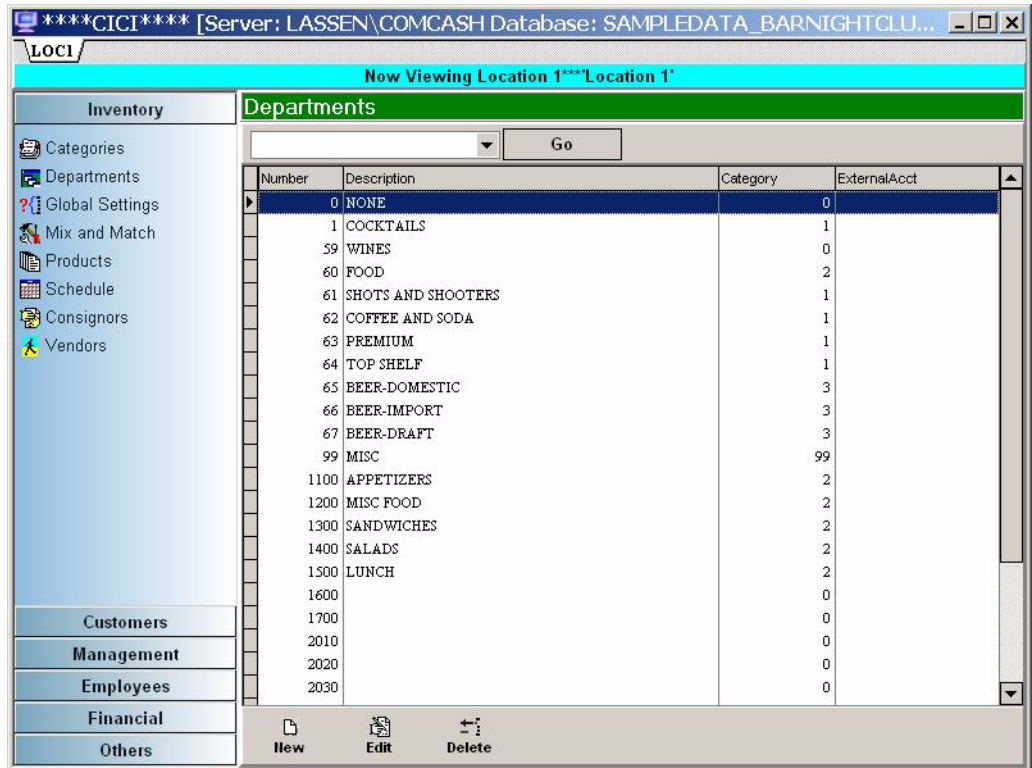 ****CICI**** [Server: LASSEN\COMCASH Database: SAMPLEDATA_BARNIGHTCLU...
LOC1
Now Viewing Location 1***'Location 1'
Inventory
Categories
Departments
Global Settings
Mix and Match
Products
Schedule
Consignors
Vendors
Customers
Management
Employees
Financial
Others
Departments
Go
Number Description Category ExternalAcct
0 NONE 0
1 COCKTAILS 1
59 WINES 0
60 FOOD 2
61 SHOTS AND SHOOTERS 1
62 COFFEE AND SODA 1
63 PREMIUM 1
64 TOP SHELF 1
65 BEER-DOMESTIC 3
66 BEER-IMPORT 3
67 BEER-DRAFT 3
99 MISC 99
1100 APPETIZERS 2
1200 MISC FOOD 2
1300 SANDWICHES 2
1400 SALADS 2
1500 LUNCH 2
1600 0
1700 0
2010 0
2020 0
2030 0
New Edit Delete